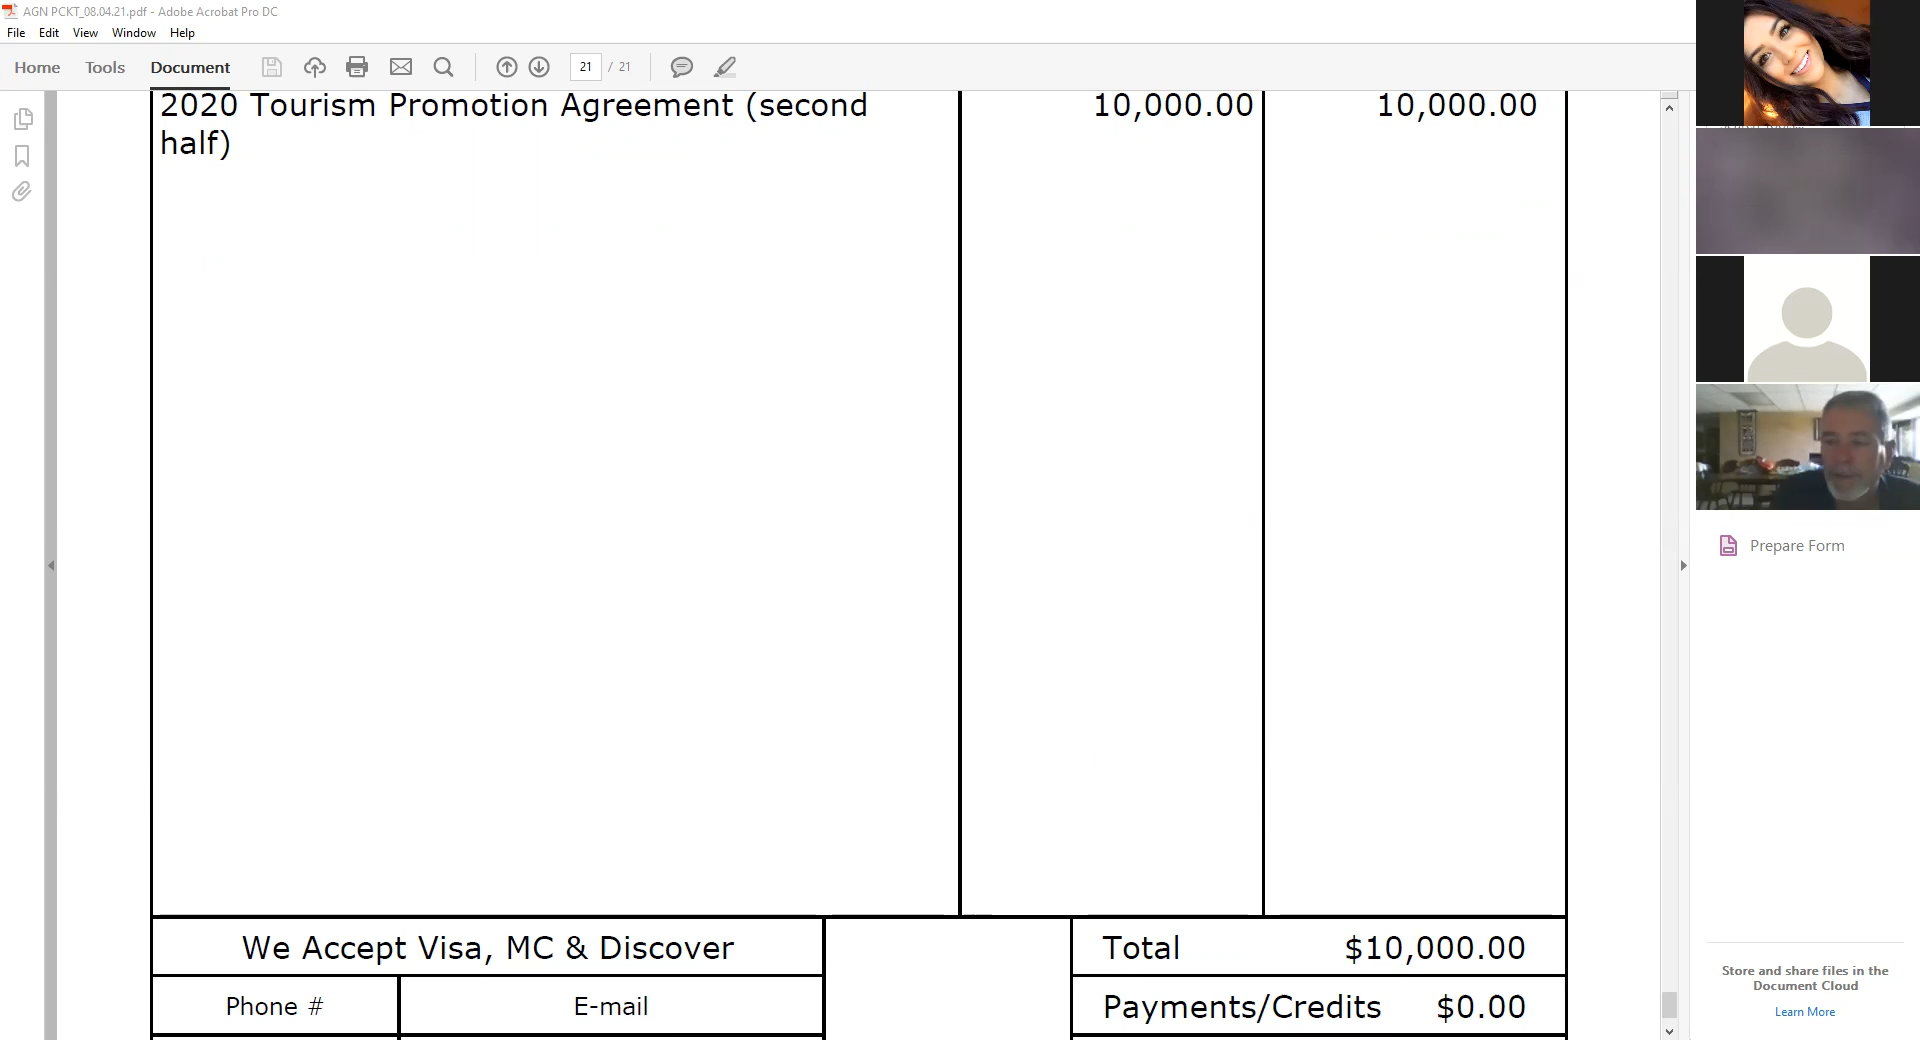 AGN PCKT_08.04.21.pdf - Adobe Acrobat Pro DC
File Edit View Window Help
Home Tools Document 21 / 21
2020 Tourism Promotion Agreement (second 10,000.00 10,000.00
half)
Prepare Form
We Accept Visa, MC & Discover Total $10,000.00
Phone # E-mail Payments/Credits $0.00
Store and share files in the
Document Cloud
Learn More